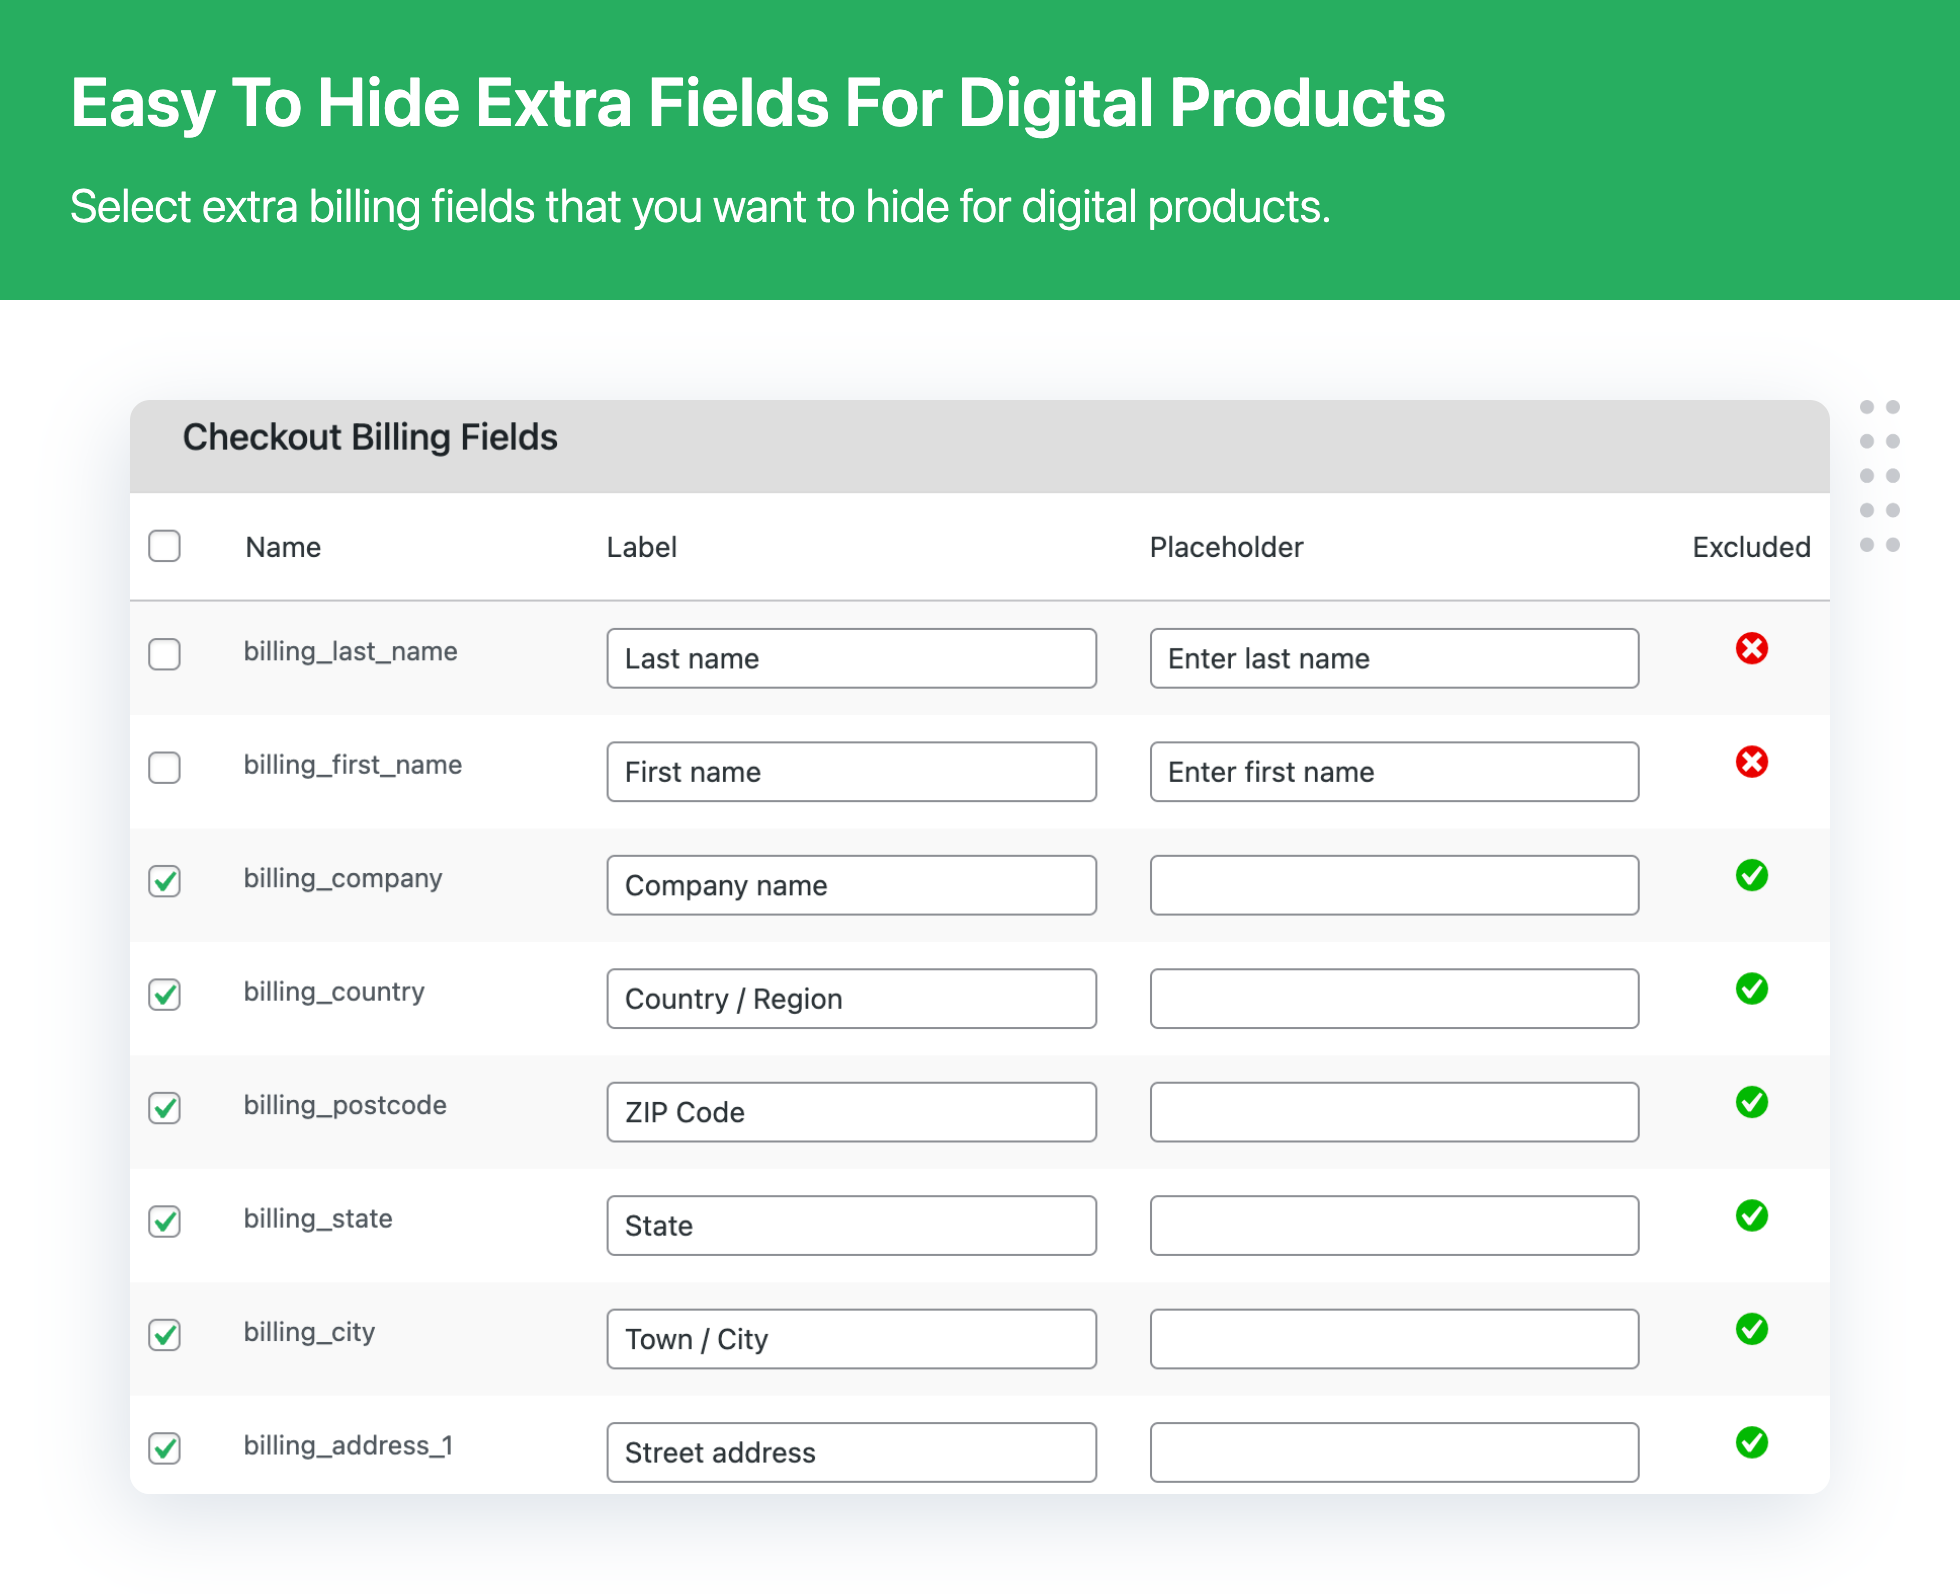 Easy To Hide Extra Fields For Digital Products
Select extra billing fields that you want to hide for digital products.
Checkout Billing Fields
Name Label Placeholder Excluded
billing_last_name Last name Enter last name
billing_first_name First name Enter first name
billing_company Company name
billing_country Country / Region
billing_postcode ZIP Code
billing_state State
billing_city Town / City
billing_address_1 Street address